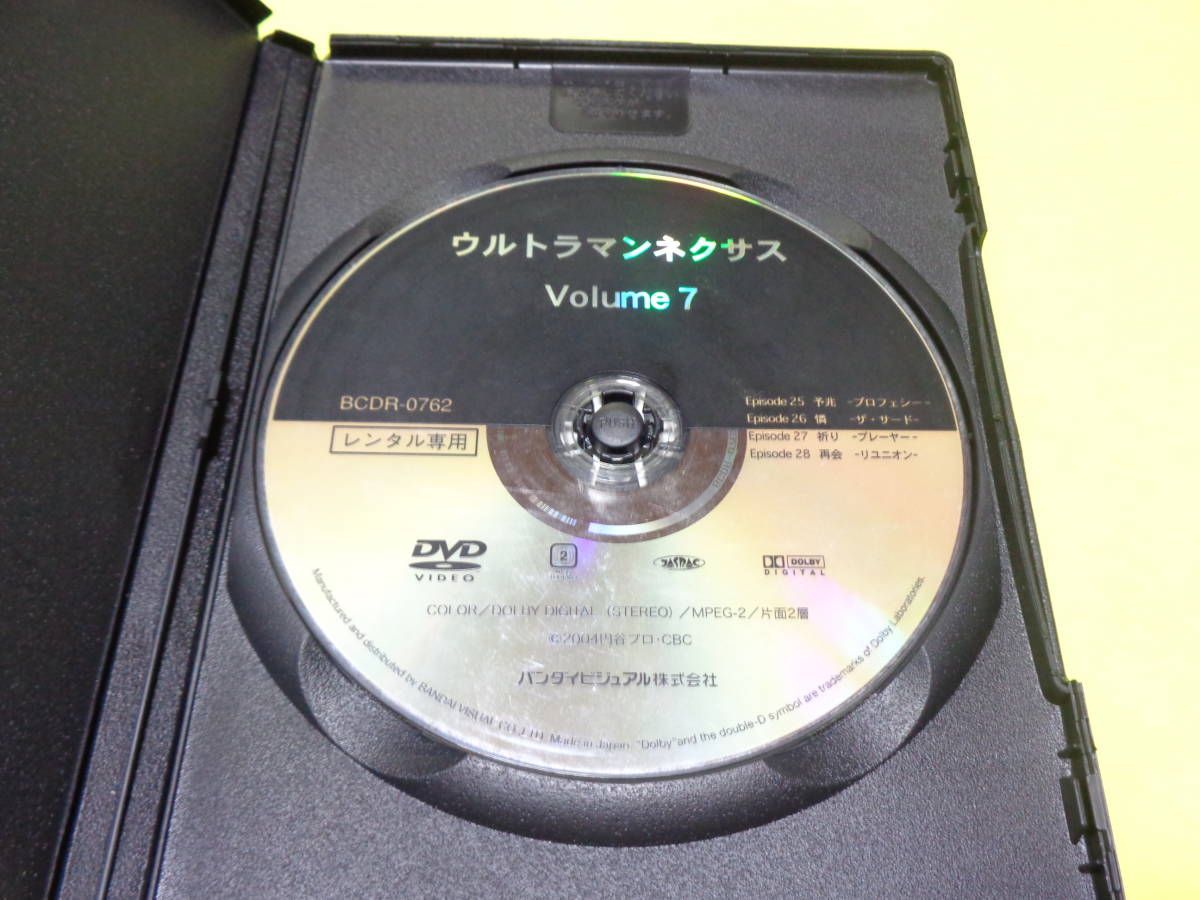 ウルトラマンネクサス
Volume 7
BCDR-0762
レンタル専用
Episode 25 予兆 -プロフェシー-
Episode 26 憐 -ザ・サード-
Episode 27 祈り -プレーヤー-
Episode 28 再会 -リユニオン-
PUSH
DVD
VIDEO
2
JASRAC
DOLBY
DIGITAL
COLOR/DOLBY DIGITAL (STEREO)/MPEG-2/片面2層
©2004円谷プロ・CBC
バンダイビジュアル株式会社
Manufactured and distributed by BANDAI VISUAL CO.,LTD. Made in Japan. "Dolby" and the double-D symbol are trademarks of Dolby Laboratories.